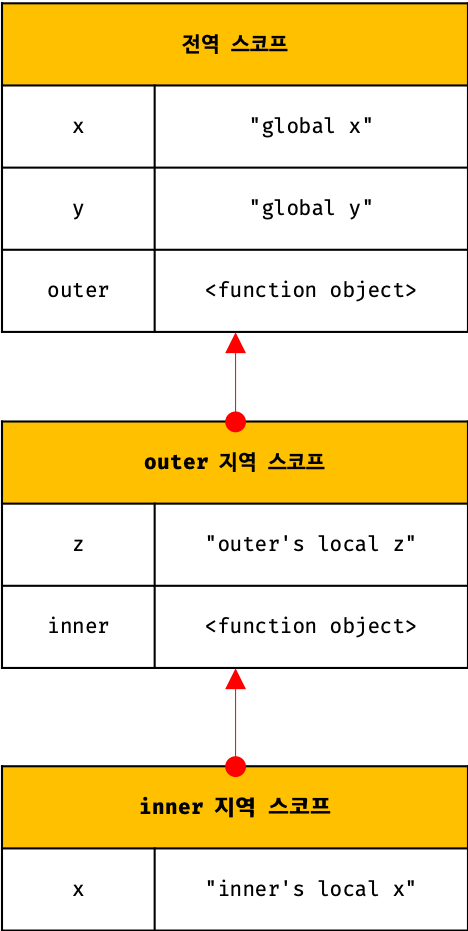 전역 스코프
x "global x"
y "global y"
outer <function object>
outer 지역 스코프
z "outer's local z"
inner <function object>
inner 지역 스코프
x "inner's local x"